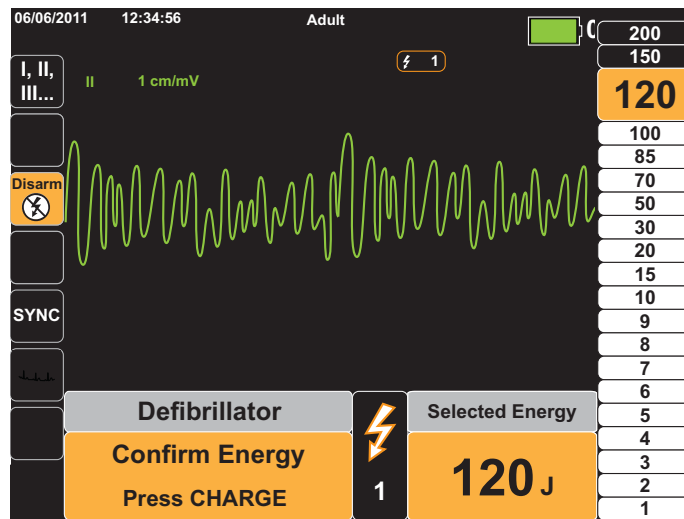 06/06/2011 12:34:56 Adult
200
150
120
100
85
70
50
30
20
15
10
9
8
7
6
5
4
3
2
1
1
I, II,
III...
II 1 cm/mV
Disarm
SYNC
Defibrillator
Confirm Energy
Press CHARGE
1
Selected Energy
120 J